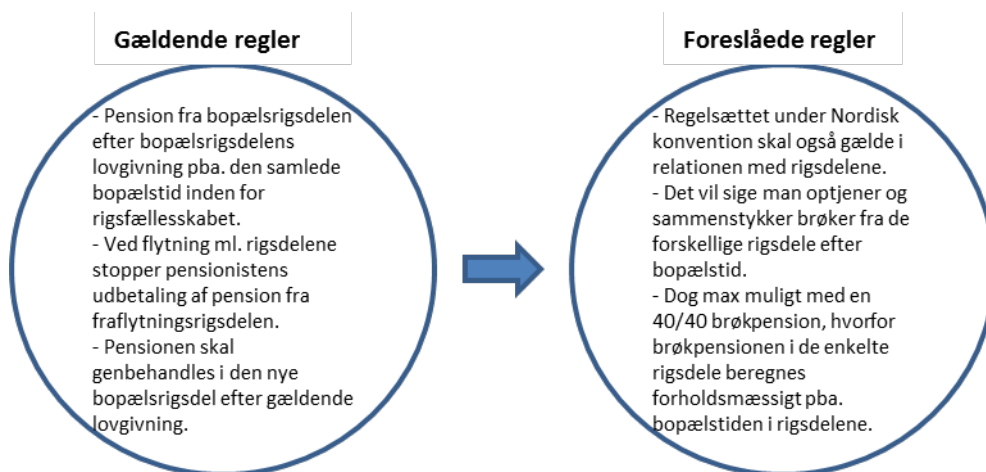 Gældende regler
- Pension fra bopælsrigsdelen
efter bopælsrigsdelens
lovgivning pba. den samlede
bopælstid inden for
rigsfællesskabet.
- Ved flytning ml. rigsdelene
stopper pensionistens
udbetaling af pension fra
fraflytningsrigsdelen.
- Pensionen skal
genbehandles i den nye
bopælsrigsdel efter gældende
lovgivning.
Foreslåede regler
- Regelsættet under Nordisk
konvention skal også gælde i
relationen med rigsdelene.
- Det vil sige man optjener og
sammenstykker brøker fra de
forskellige rigsdele efter
bopælstid.
- Dog max muligt med en
40/40 brøkpension, hvorfor
brøkpensionen i de enkelte
rigsdele beregnes
forholdsmæssigt pba.
bopælstiden i rigsdelene.